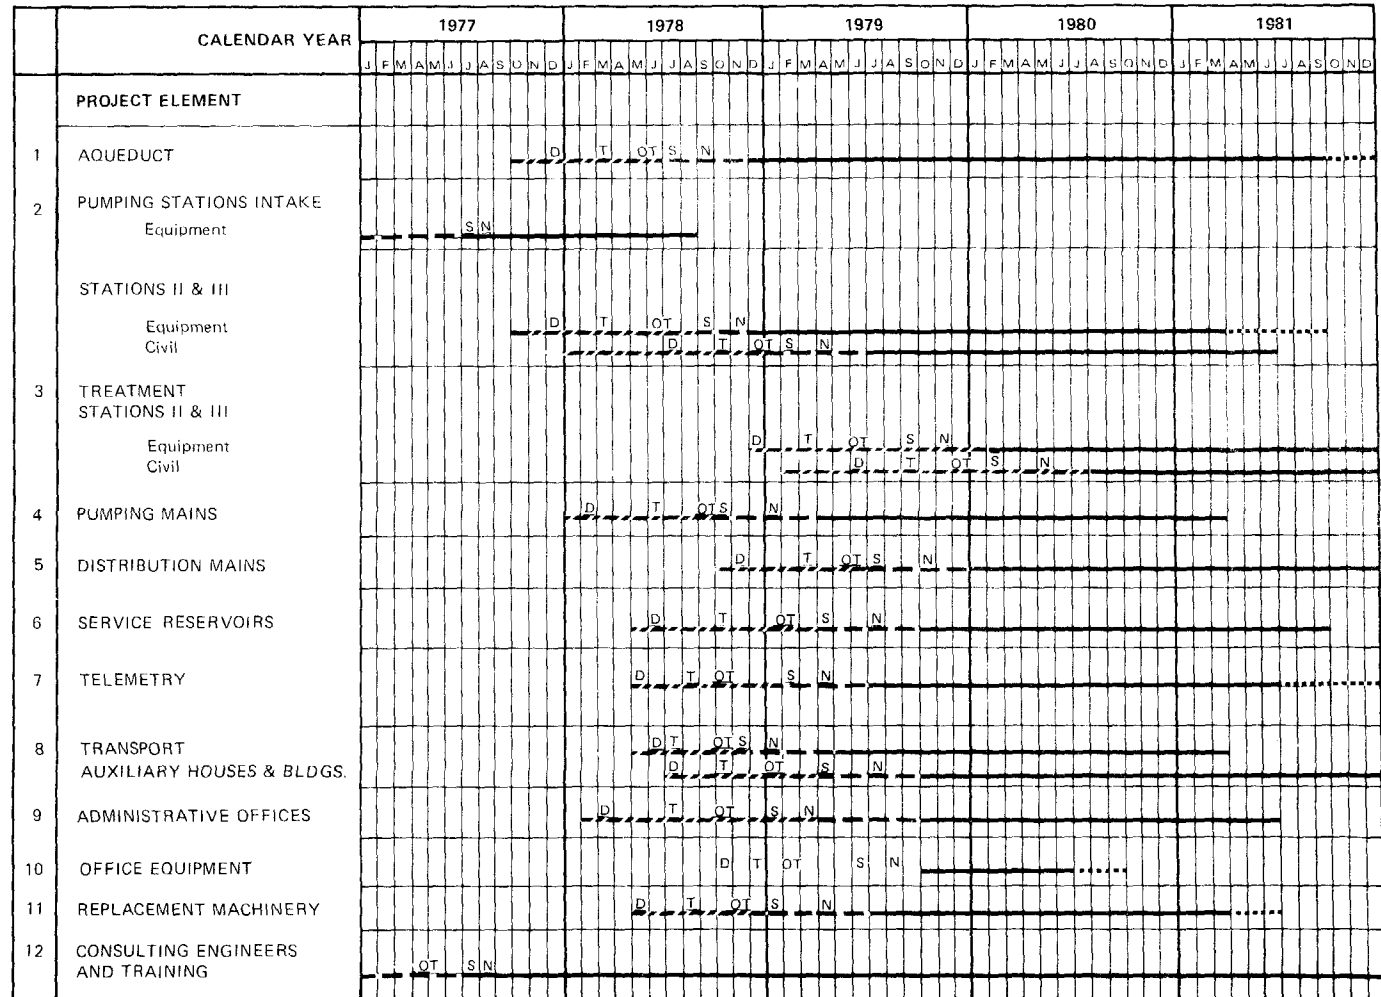 CALENDAR YEAR 1977 1978 1979 1980 1981
J F M A M J J A S O N D J F M A M J J A S O N D J F M A M J J A S O N D J F M A M J J A S O N D J F M A M J J A S O N D
PROJECT ELEMENT
1 AQUEDUCT D T OT S N
2 PUMPING STATIONS INTAKE
Equipment S N
STATIONS II & III
Equipment D T OT S N
Civil D T OT S N
3 TREATMENT
STATIONS II & III
Equipment D T OT S N
Civil D T OT S N
4 PUMPING MAINS D T OT S N
5 DISTRIBUTION MAINS D T OT S N
6 SERVICE RESERVOIRS D T OT S N
7 TELEMETRY D T OT S N
8 TRANSPORT D T OT S N
AUXILIARY HOUSES & BLDGS. D T OT S N
9 ADMINISTRATIVE OFFICES D T OT S N
10 OFFICE EQUIPMENT D T OT S N
11 REPLACEMENT MACHINERY D T OT S N
12 CONSULTING ENGINEERS
AND TRAINING OT S N